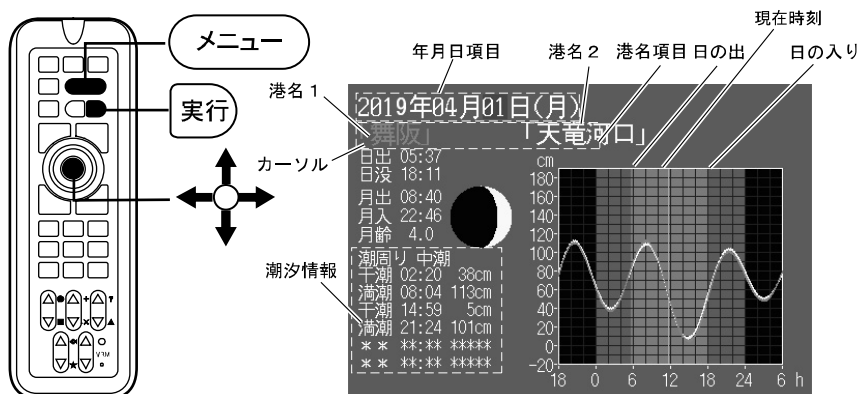 メニュー
実行
年月日項目
港名2
港名項目
日の出
現在時刻
日の入り
港名1
カーソル
潮汐情報
2019年04月01日(月)
「舞阪」
「天竜河口」
日出 05:37
日没 18:11
月出 08:40
月入 22:46
月齢 4.0
潮周り 中潮
干潮 02:20 38cm
満潮 08:04 113cm
干潮 14:59 5cm
満潮 21:24 101cm
** **:** *****
** **:** *****
cm
180
160
140
120
100
80
60
40
20
0
-20
18 0 6 12 18 24 6 h